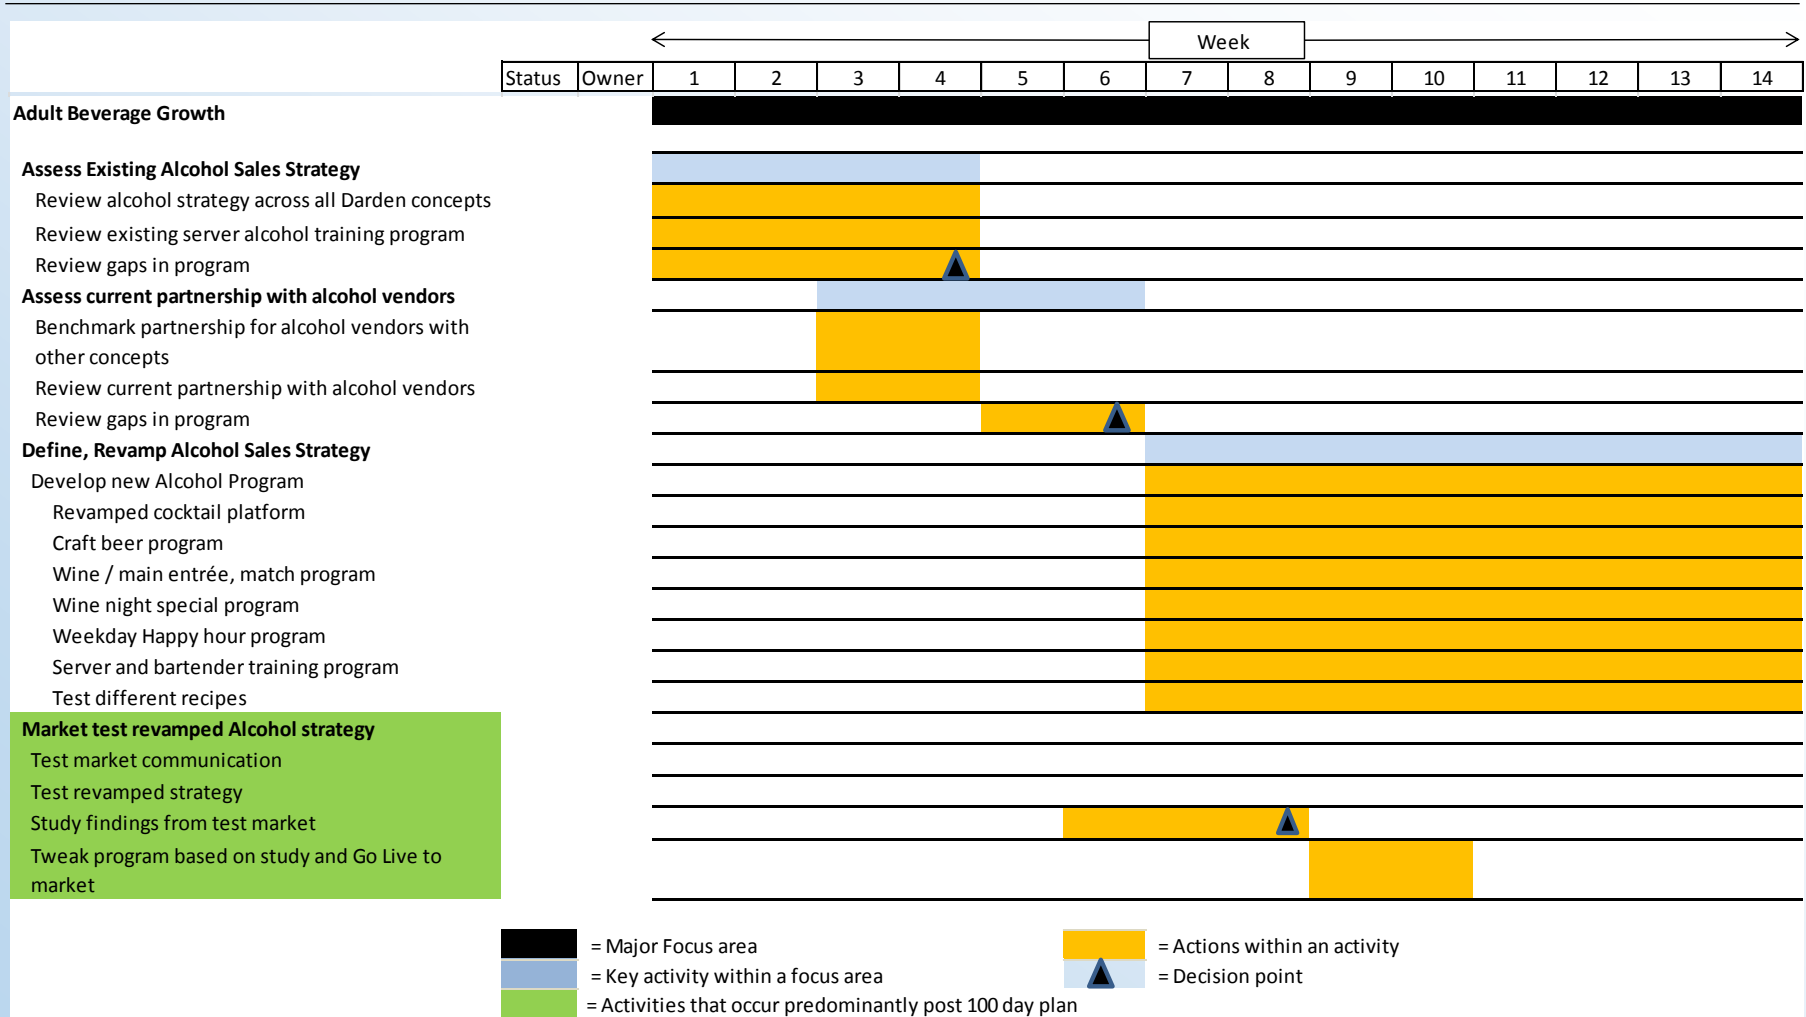 Week
Status Owner 1 2 3 4 5 6 7 8 9 10 11 12 13 14
Adult Beverage Growth
Assess Existing Alcohol Sales Strategy
Review alcohol strategy across all Darden concepts
Review existing server alcohol training program
Review gaps in program
Assess current partnership with alcohol vendors
Benchmark partnership for alcohol vendors with
other concepts
Review current partnership with alcohol vendors
Review gaps in program
Define, Revamp Alcohol Sales Strategy
Develop new Alcohol Program
Revamped cocktail platform
Craft beer program
Wine / main entrée, match program
Wine night special program
Weekday Happy hour program
Server and bartender training program
Test different recipes
Market test revamped Alcohol strategy
Test market communication
Test revamped strategy
Study findings from test market
Tweak program based on study and Go Live to
market
= Major Focus area
= Actions within an activity
= Key activity within a focus area
= Decision point
= Activities that occur predominantly post 100 day plan